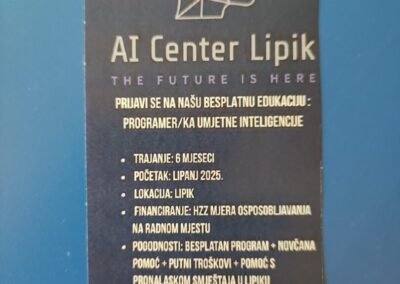 AI Center Lipik
THE FUTURE IS HERE
PRIJAVI SE NA NAŠU BESPLATNU EDUKACIJU :
PROGRAMER/KA UMJETNE INTELIGENCIJE
• TRAJANJE: 6 MJESECI
• POČETAK: LIPANJ 2025.
• LOKACIJA: LIPIK
• FINANCIRANJE: HZZ MJERA OSPOSOBLJAVANJA
NA RADNOM MJESTU
• POGODNOSTI: BESPLATAN PROGRAM + NOVČANA
POMOĆ + PUTNI TROŠKOVI + POMOĆ S
PRONALASKOM SMJEŠTAJA U LIPIKU